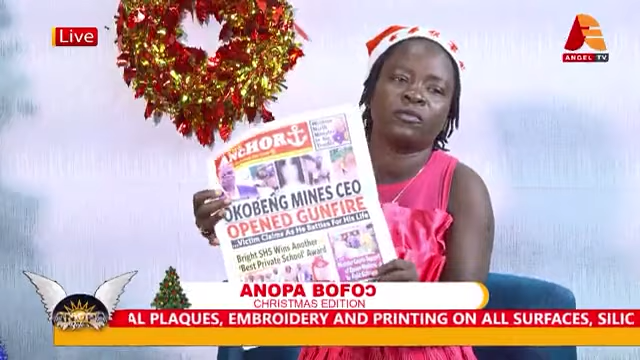 Live
ANGEL TV
ANCHOR
OKOBENG MINES CEO
OPENED GUNFIRE
...Victim Claims As He Battles For His Life
Bright SHS Wins Another
'Best Private School' Award
ANOPA BOFOƆ
CHRISTMAS EDITION
ANOPA
AL PLAQUES, EMBROIDERY AND PRINTING ON ALL SURFACES, SILIC